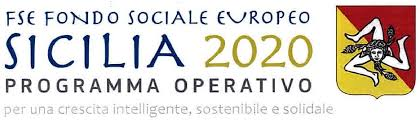 FSE FONDO SOCIALE EUROPEO
SICILIA 2020
PROGRAMMA OPERATIVO
per una crescita intelligente, sostenibile e solidale